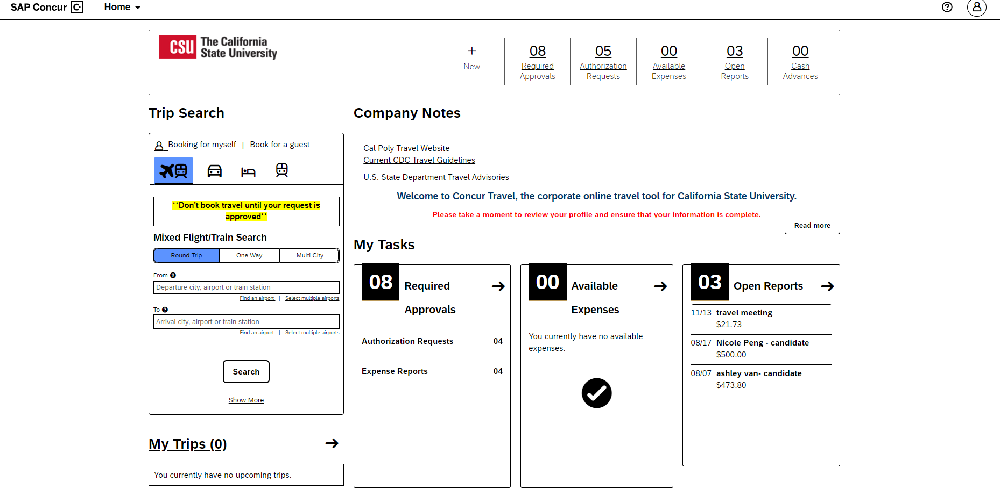 SAP Concur C
Home
CSU The California
State University
±
New
08
Required
Approvals
05
Authorization
Requests
00
Available
Expenses
03
Open
Reports
00
Cash
Advances
Trip Search
Booking for myself | Book for a guest
**Don't book travel until your request is
approved**
Mixed Flight/Train Search
Round Trip One Way Multi City
From
Departure city, airport or train station
Find an airport | Select multiple airports
To
Arrival city, airport or train station
Find an airport | Select multiple airports
Search
Show More
My Trips (0)
You currently have no upcoming trips.
Company Notes
Cal Poly Travel Website
Current CDC Travel Guidelines
U.S. State Department Travel Advisories
Welcome to Concur Travel, the corporate online travel tool for California State University.
Please take a moment to review your profile and ensure that your information is complete.
Read more
My Tasks
08 Required
Approvals
Authorization Requests 04
Expense Reports 04
00 Available
Expenses
You currently have no available
expenses.
03 Open Reports
11/13 travel meeting
$21.73
08/17 Nicole Peng - candidate
$500.00
08/07 ashley van- candidate
$473.80